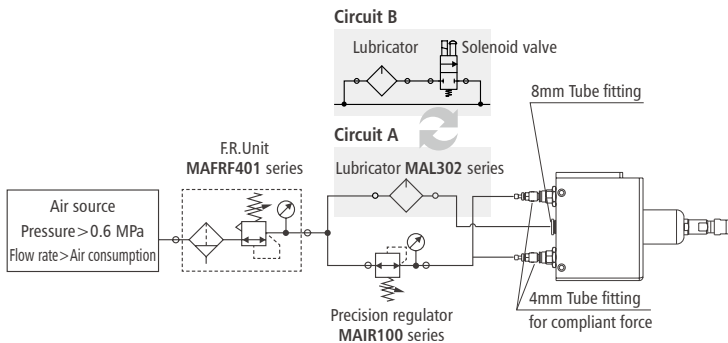 Circuit B
Lubricator
Solenoid valve
8mm Tube fitting
Circuit A
F.R.Unit
MAFRF401 series
Lubricator MAL302 series
Air source
Pressure>0.6 MPa
Flow rate>Air consumption
Precision regulator
MAIR100 series
4mm Tube fitting
for compliant force